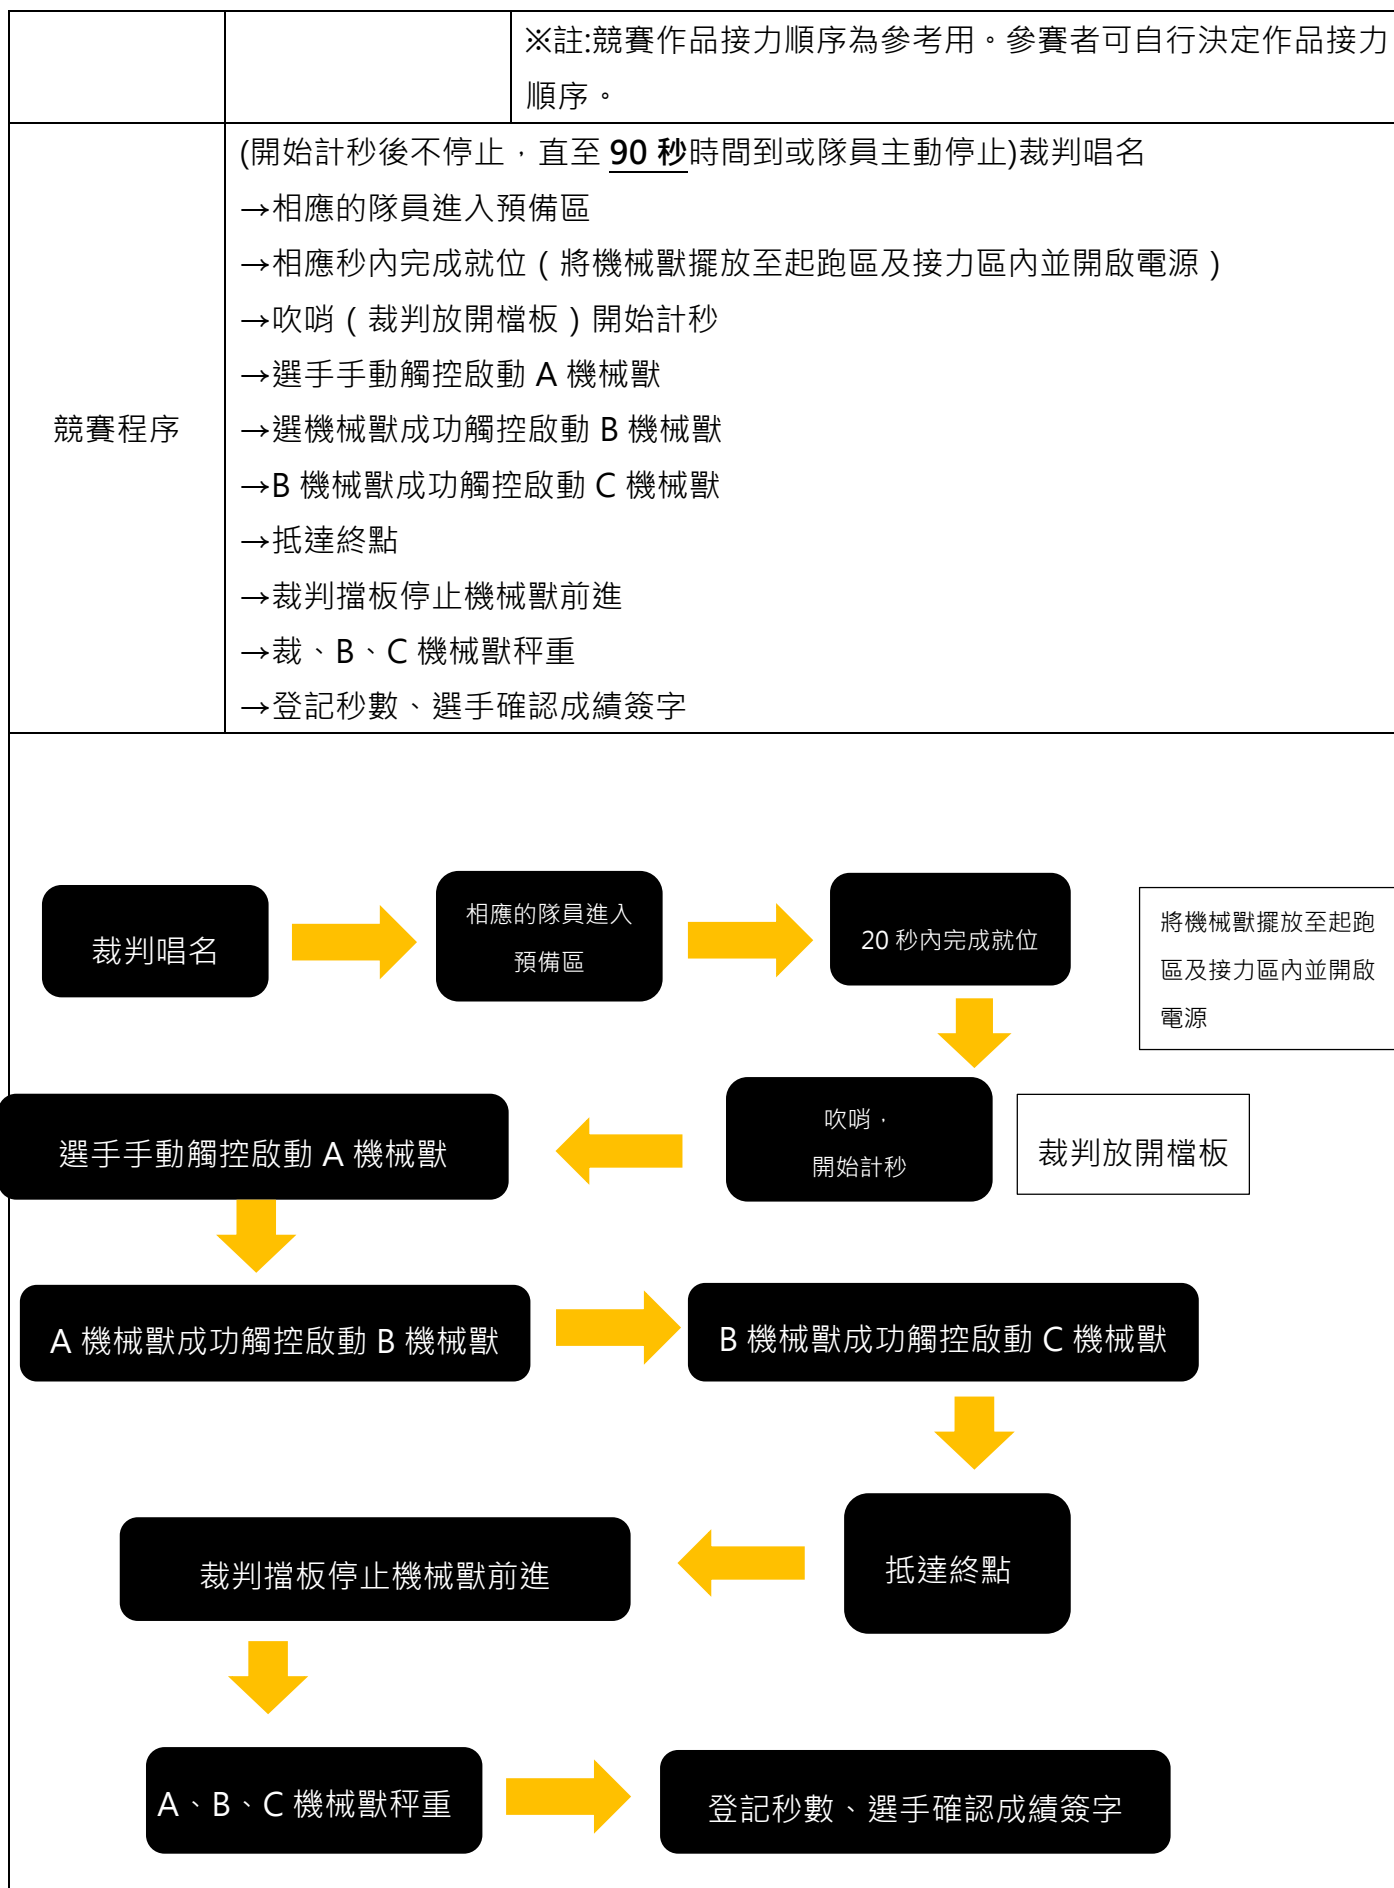 ※註:競賽作品接力順序為參考用。參賽者可自行決定作品接力
順序。
(開始計秒後不停止，直至 90 秒時間到或隊員主動停止)裁判唱名
→相應的隊員進入預備區
→相應秒內完成就位（將機械獸擺放至起跑區及接力區內並開啟電源）
→吹哨（裁判放開檔板）開始計秒
→選手手動觸控啟動 A 機械獸
競賽程序
→選機械獸成功觸控啟動 B 機械獸
→B 機械獸成功觸控啟動 C 機械獸
→抵達終點
→裁判擋板停止機械獸前進
→裁、B、C 機械獸秤重
→登記秒數、選手確認成績簽字
裁判唱名
相應的隊員進入
預備區
20 秒內完成就位
將機械獸擺放至起跑
區及接力區內並開啟
電源
吹哨，
開始計秒
裁判放開檔板
選手手動觸控啟動 A 機械獸
A 機械獸成功觸控啟動 B 機械獸
B 機械獸成功觸控啟動 C 機械獸
抵達終點
裁判擋板停止機械獸前進
A、B、C 機械獸秤重
登記秒數、選手確認成績簽字